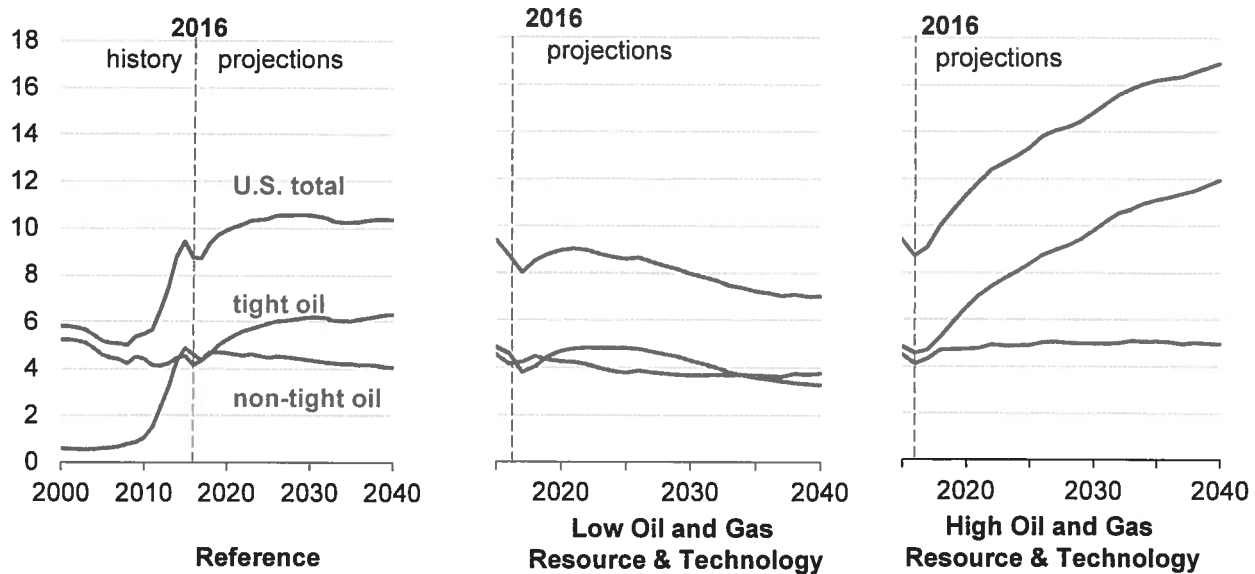 2016
history projections
18
16
14
12
10
8
6
4
2
0
U.S. total
tight oil
non-tight oil
2000 2010 2020 2030 2040
Reference
2016
projections
2020 2030 2040
Low Oil and Gas
Resource & Technology
2016
projections
2020 2030 2040
High Oil and Gas
Resource & Technology